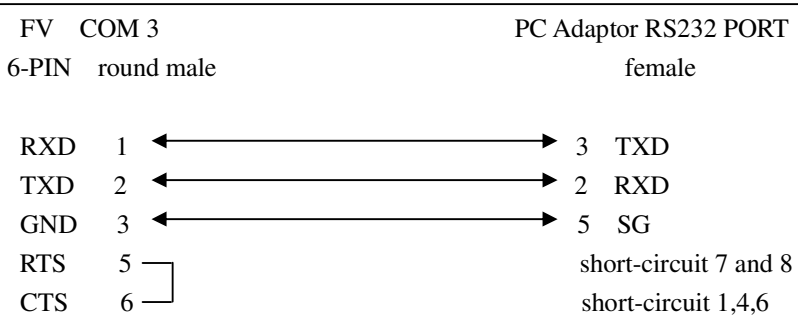 FV COM 3 PC Adaptor RS232 PORT
6-PIN round male female
RXD 1 3 TXD
TXD 2 2 RXD
GND 3 5 SG
RTS 5 short-circuit 7 and 8
CTS 6 short-circuit 1,4,6